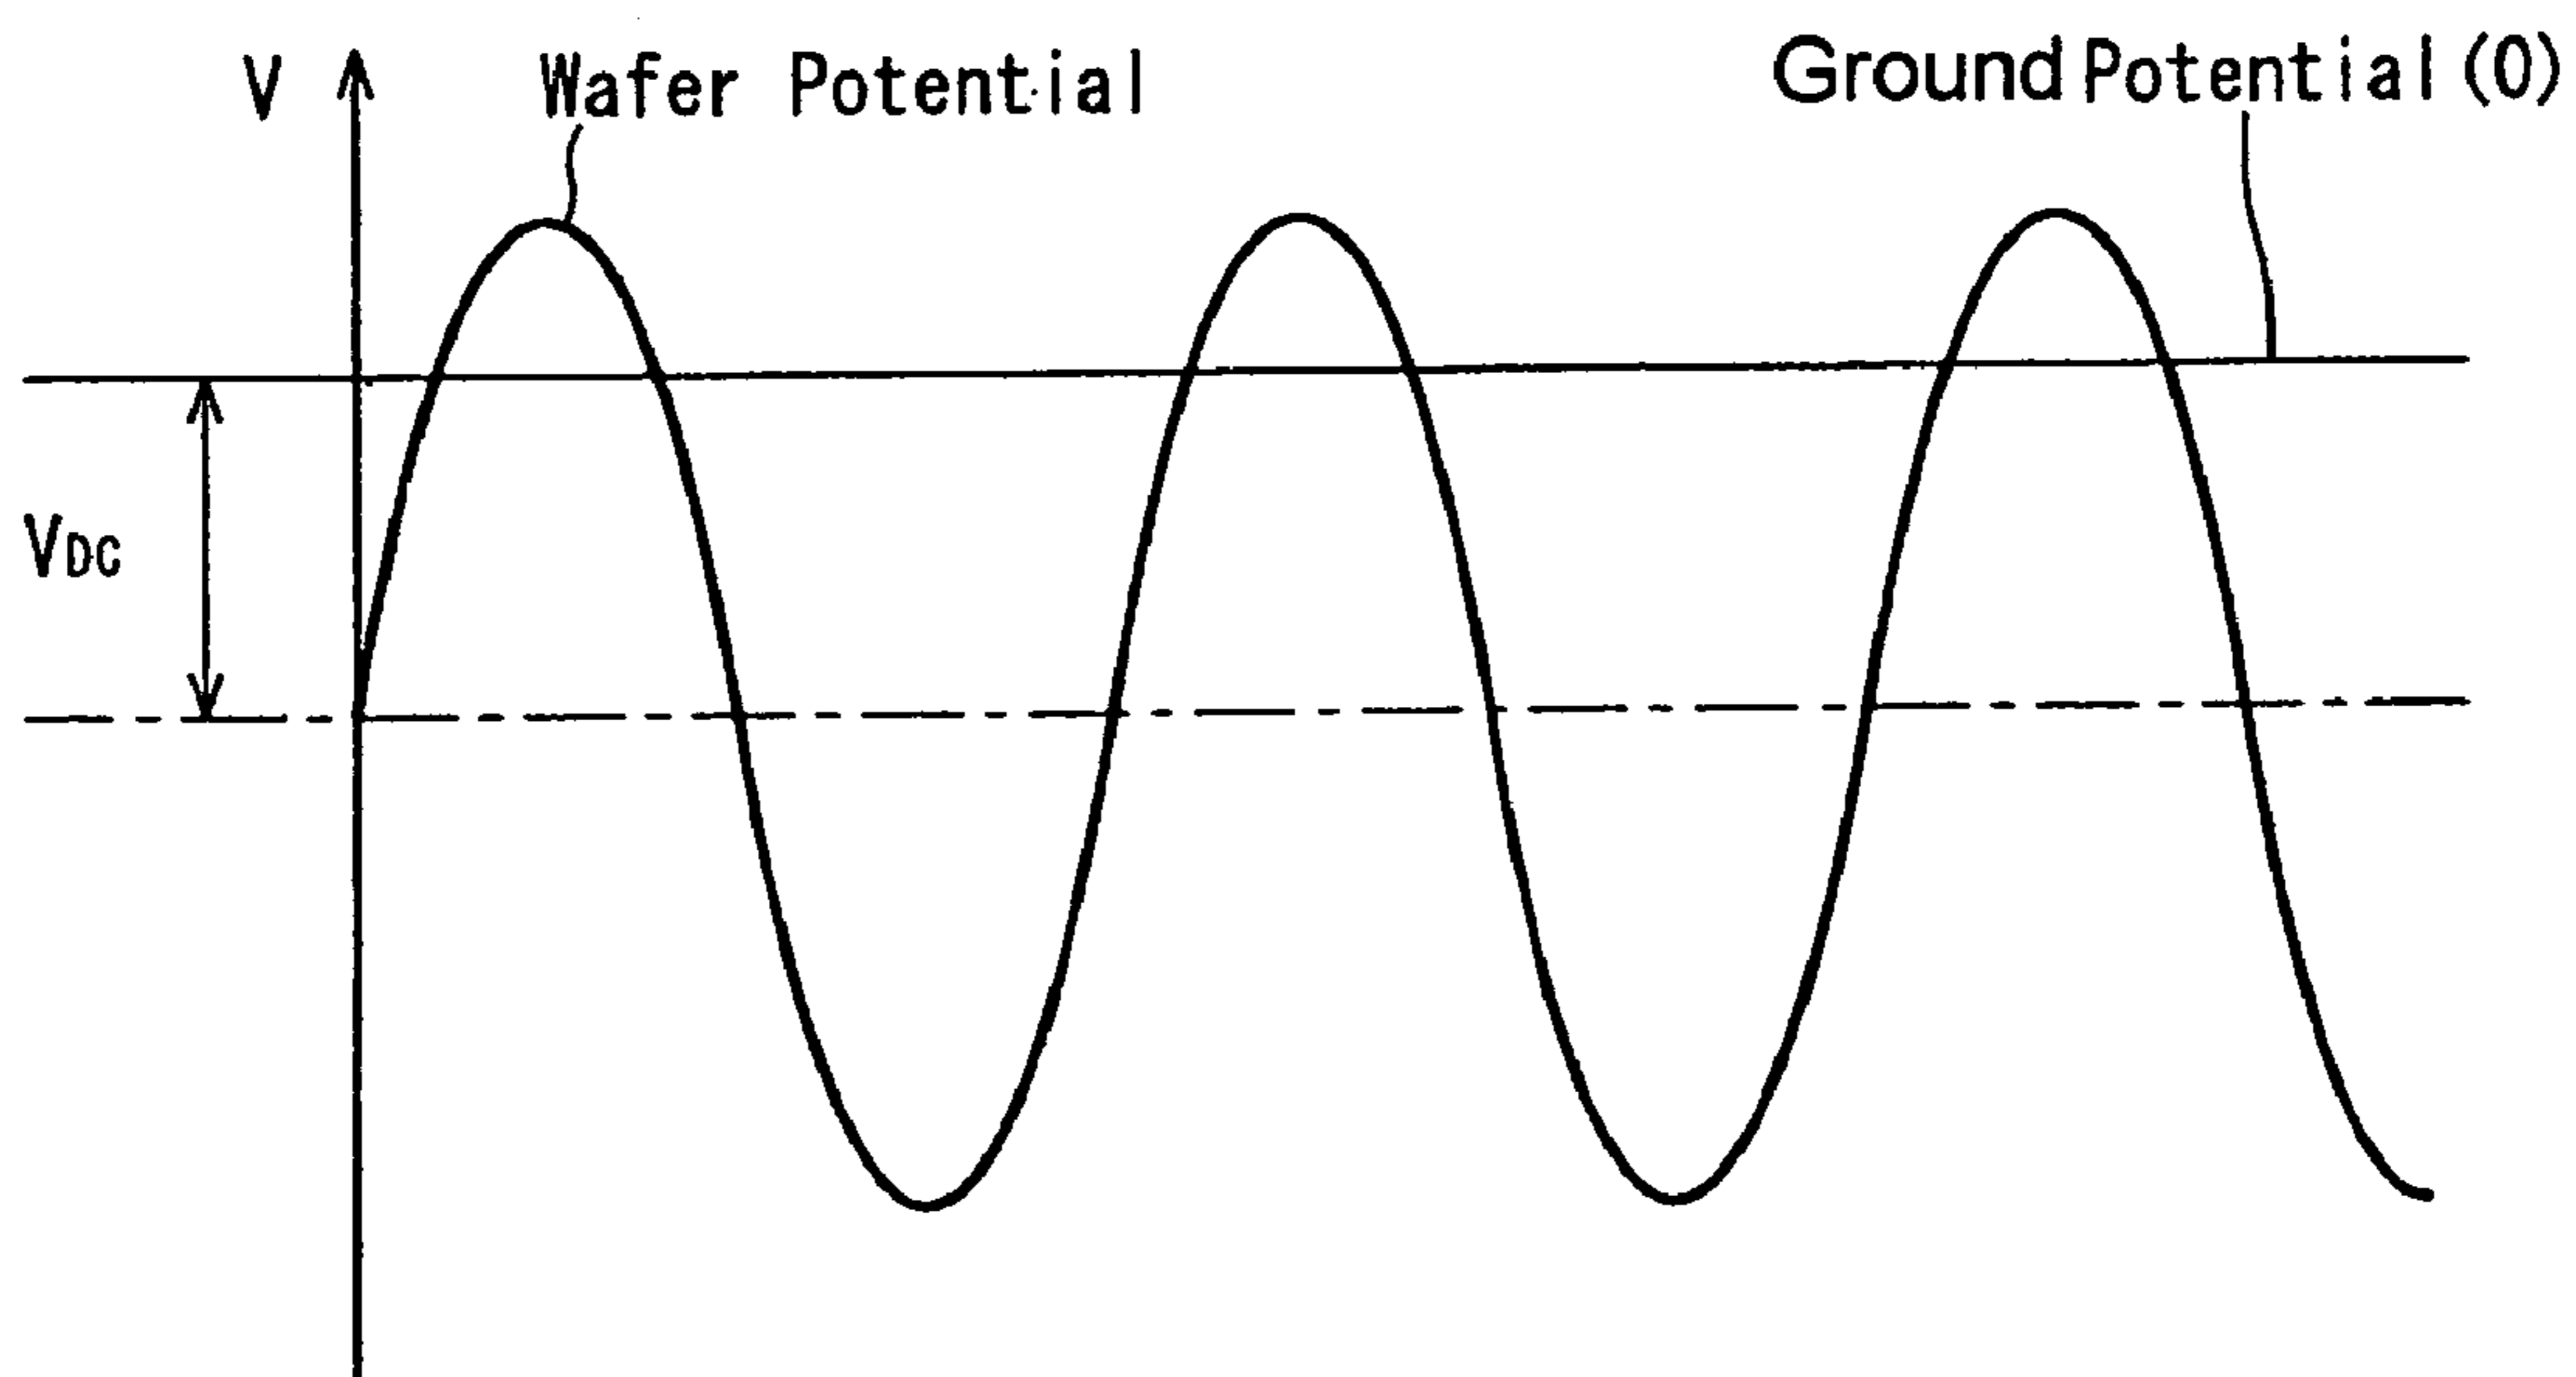 V
Wafer Potential
Ground Potential (0)
VDC